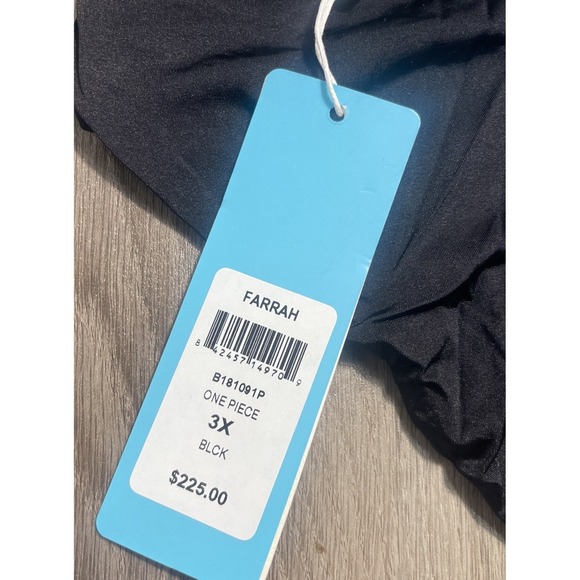 FARRAH
8 42457 14970 9
B181091P
ONE PIECE
3X
BLCK
$225.00